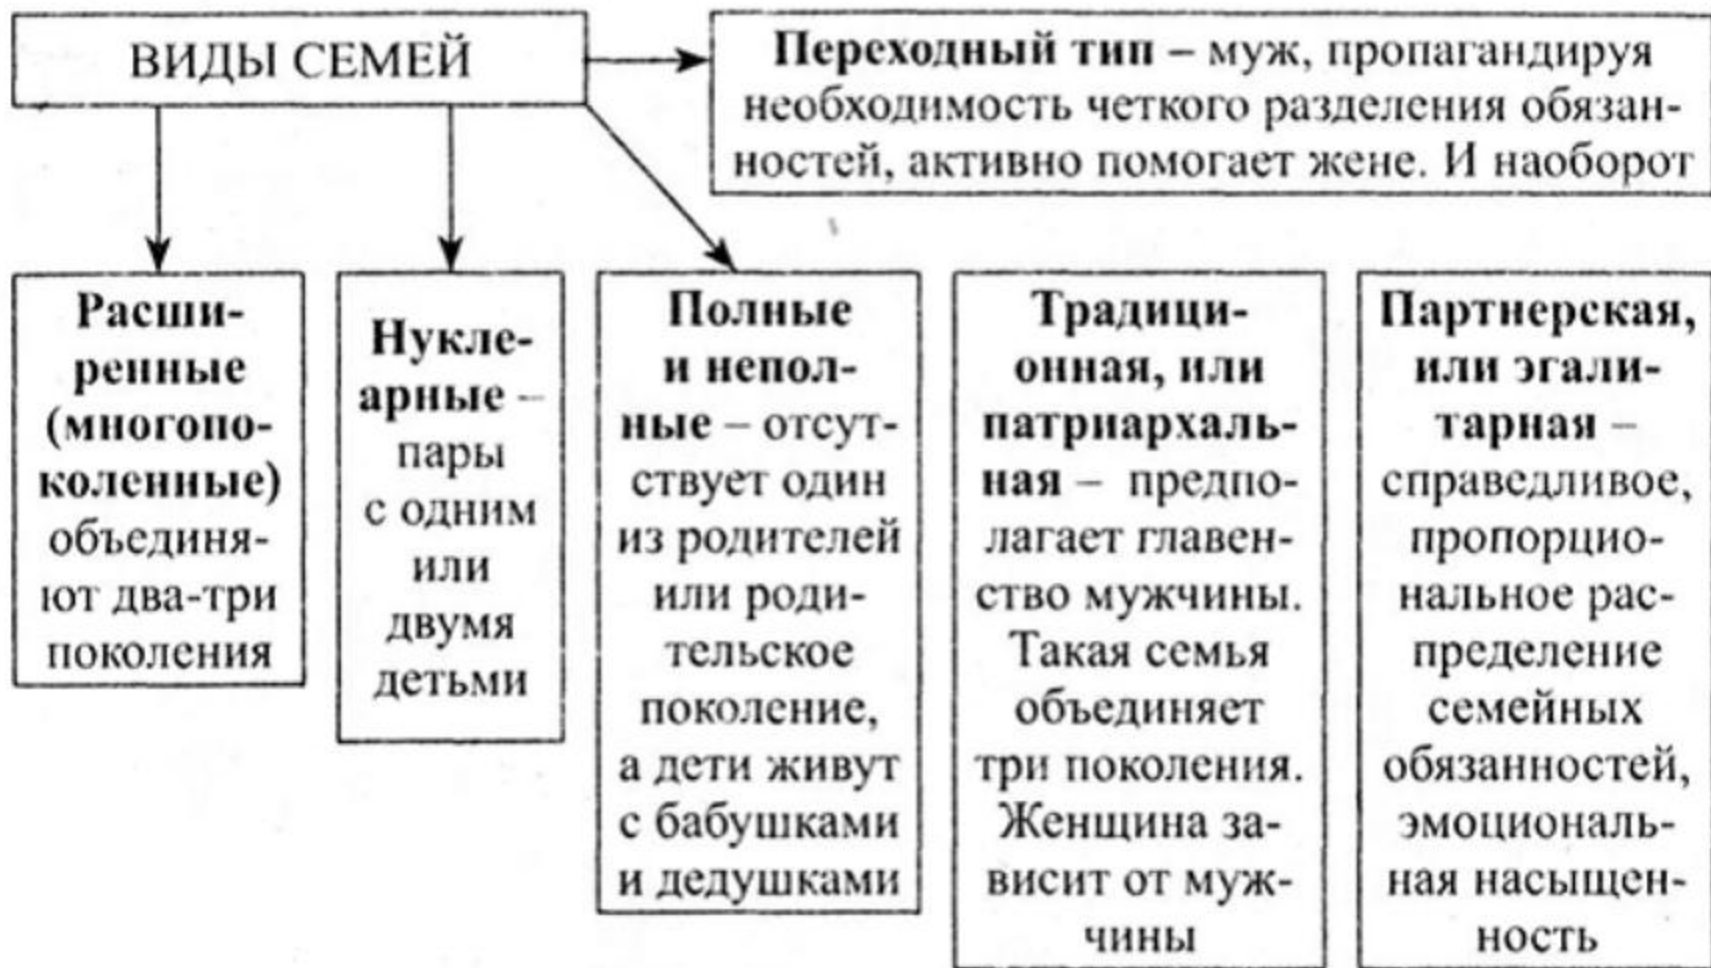 ВИДЫ СЕМЕЙ
Переходный тип – муж, пропагандируя
необходимость четкого разделения обязан-
ностей, активно помогает жене. И наоборот
Расши-
ренные
(многопо-
коленные)
объединя-
ют два-три
поколения
Нукле-
арные –
пары
с одним
или
двумя
детьми
Полные
и непол-
ные – отсут-
ствует один
из родителей
или роди-
тельское
поколение,
а дети живут
с бабушками
и дедушками
Традици-
онная, или
патриархаль-
ная – предпо-
лагает главен-
ство мужчины.
Такая семья
объединяет
три поколения.
Женщина за-
висит от муж-
чины
Партнерская,
или эгали-
тарная –
справедливое,
пропорцио-
нальное рас-
пределение
семейных
обязанностей,
эмоциональ-
ная насыщен-
ность